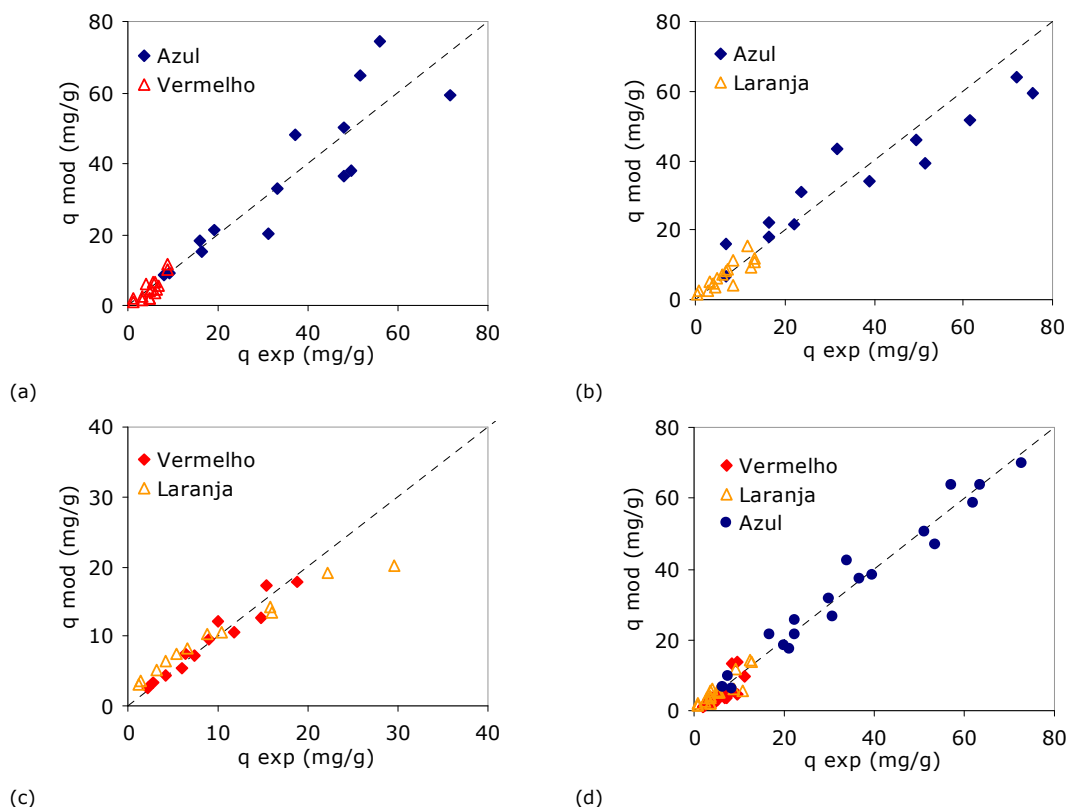 80
60
40
20
0
q mod (mg/g)
Azul
Vermelho
0 20 40 60 80
q exp (mg/g)
(a)
80
60
40
20
0
q mod (mg/g)
Azul
Laranja
0 20 40 60 80
q exp (mg/g)
(b)
40
30
20
10
0
q mod (mg/g)
Vermelho
Laranja
0 10 20 30 40
q exp (mg/g)
(c)
80
60
40
20
0
q mod (mg/g)
Vermelho
Laranja
Azul
0 20 40 60 80
q exp (mg/g)
(d)